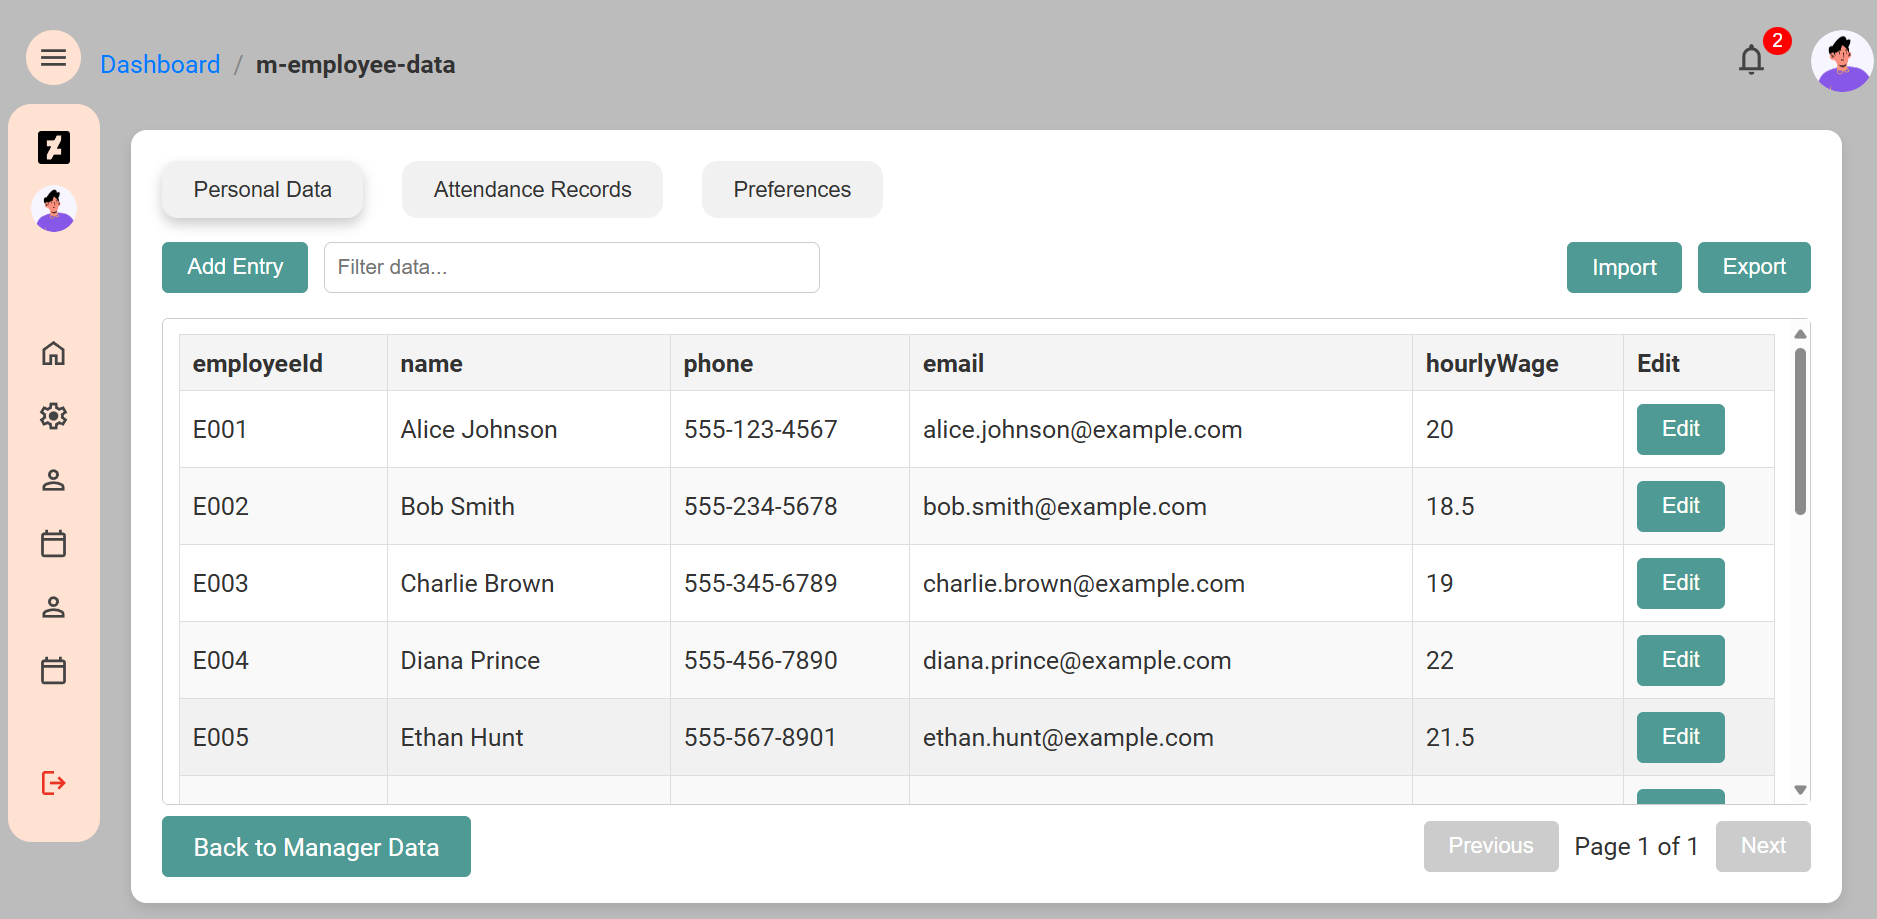 Dashboard / m-employee-data
2
Personal Data
Attendance Records
Preferences
Add Entry
Filter data...
Import
Export
employeeId name phone email hourlyWage Edit
E001 Alice Johnson 555-123-4567 alice.johnson@example.com 20 Edit
E002 Bob Smith 555-234-5678 bob.smith@example.com 18.5 Edit
E003 Charlie Brown 555-345-6789 charlie.brown@example.com 19 Edit
E004 Diana Prince 555-456-7890 diana.prince@example.com 22 Edit
E005 Ethan Hunt 555-567-8901 ethan.hunt@example.com 21.5 Edit
Back to Manager Data
Previous
Page 1 of 1
Next